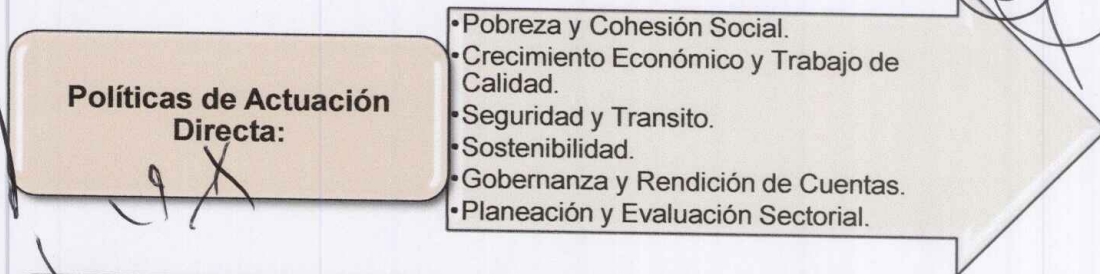 Políticas de Actuación
Directa:
•Pobreza y Cohesión Social.
•Crecimiento Económico y Trabajo de
Calidad.
•Seguridad y Transito.
•Sostenibilidad.
•Gobernanza y Rendición de Cuentas.
•Planeación y Evaluación Sectorial.